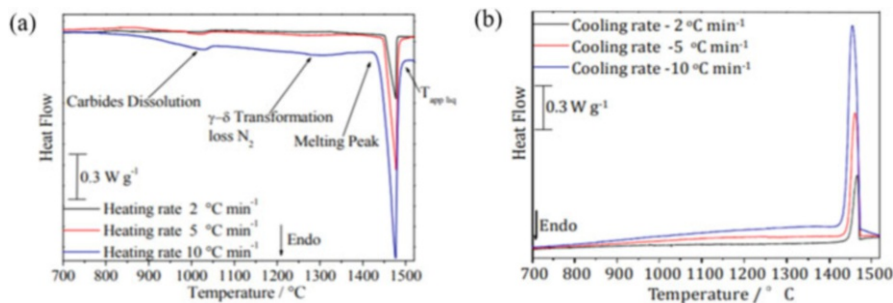 (a)
Carbides Dissolution
γ–δ Transformation
loss N2
Melting Peak
Tapp liq
Heat Flow
0.3 W g-1
Heating rate 2 °C min-1
Heating rate 5 °C min-1
Heating rate 10 °C min-1
Endo
700 800 900 1000 1100 1200 1300 1400 1500
Temperature / °C
(b)
Cooling rate - 2 °C min-1
Cooling rate -5 °C min-1
Cooling rate -10 °C min-1
0.3 W g-1
Heat Flow
Endo
700 800 900 1000 1100 1200 1300 1400 1500
Temperature / ° C